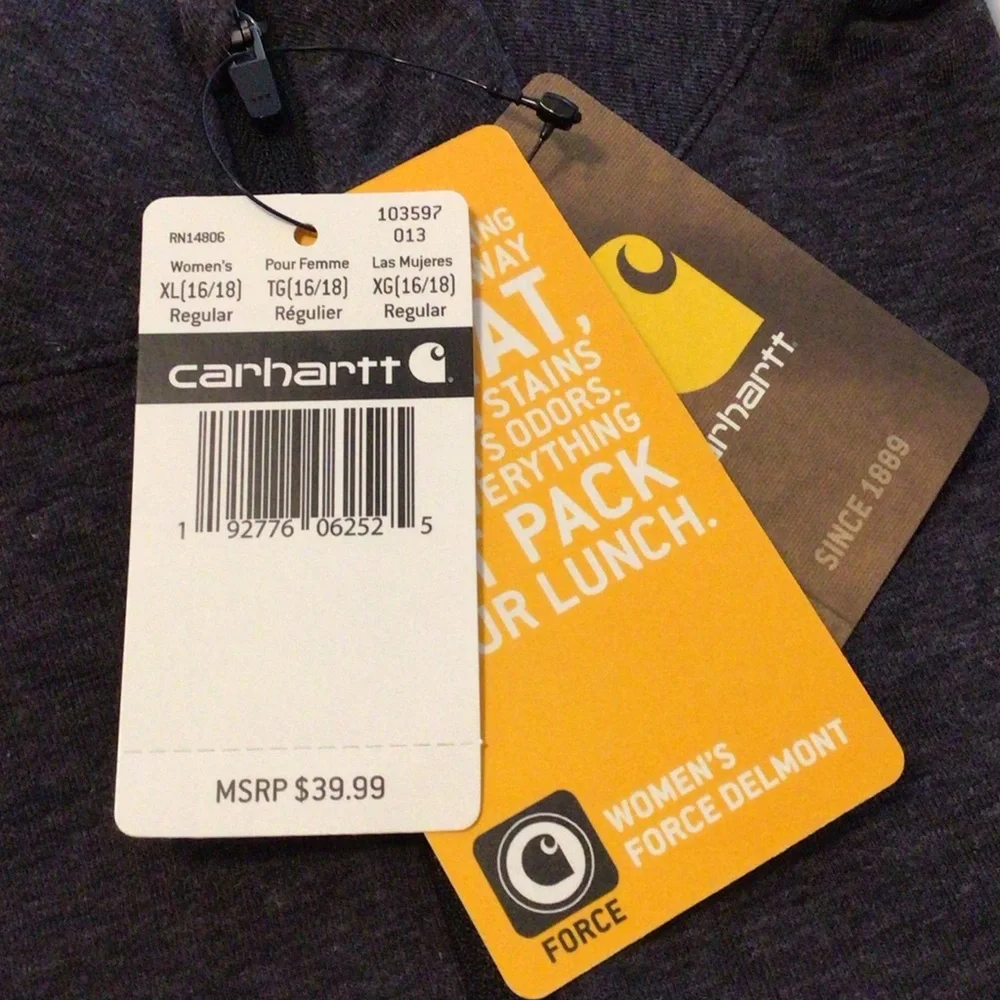 RN14806
103597
013
Women's
XL(16/18)
Regular
Pour Femme
TG(16/18)
Régulier
Las Mujeres
XG(16/18)
Regular
carhartt
1 92776 06252 5
MSRP $39.99
STAINS
ODORS.
PACK
LUNCH.
WOMEN'S
FORCE DELMONT
FORCE
SINCE 1889